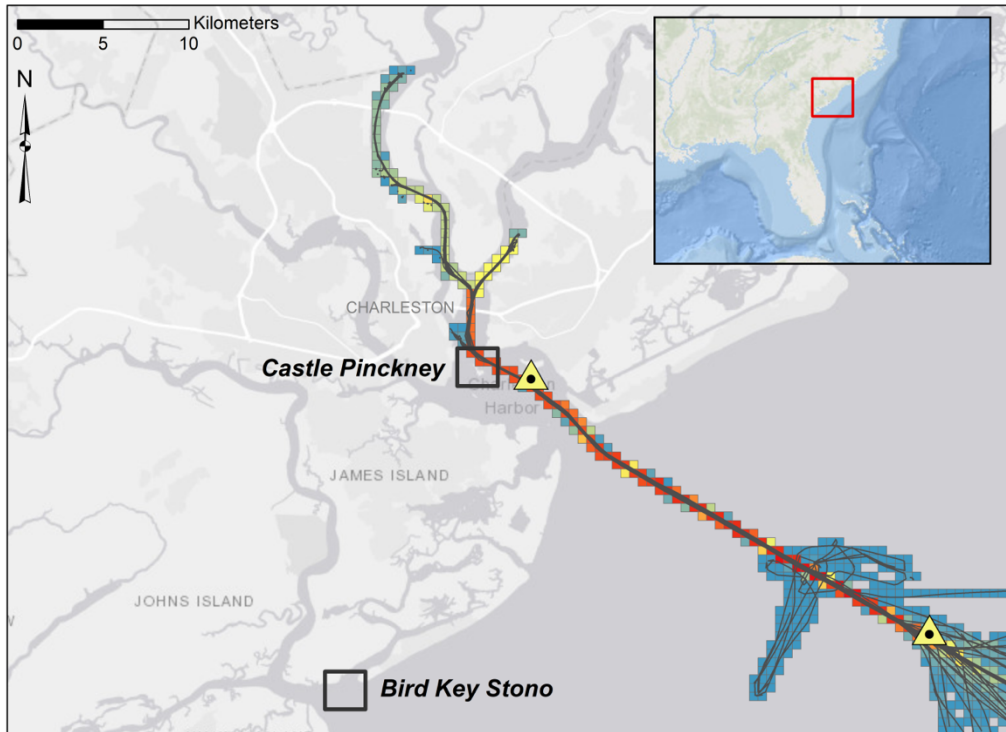 Kilometers
0 5 10
N
CHARLESTON
Castle Pinckney
Harbor
JAMES ISLAND
JOHNS ISLAND
Bird Key Stono